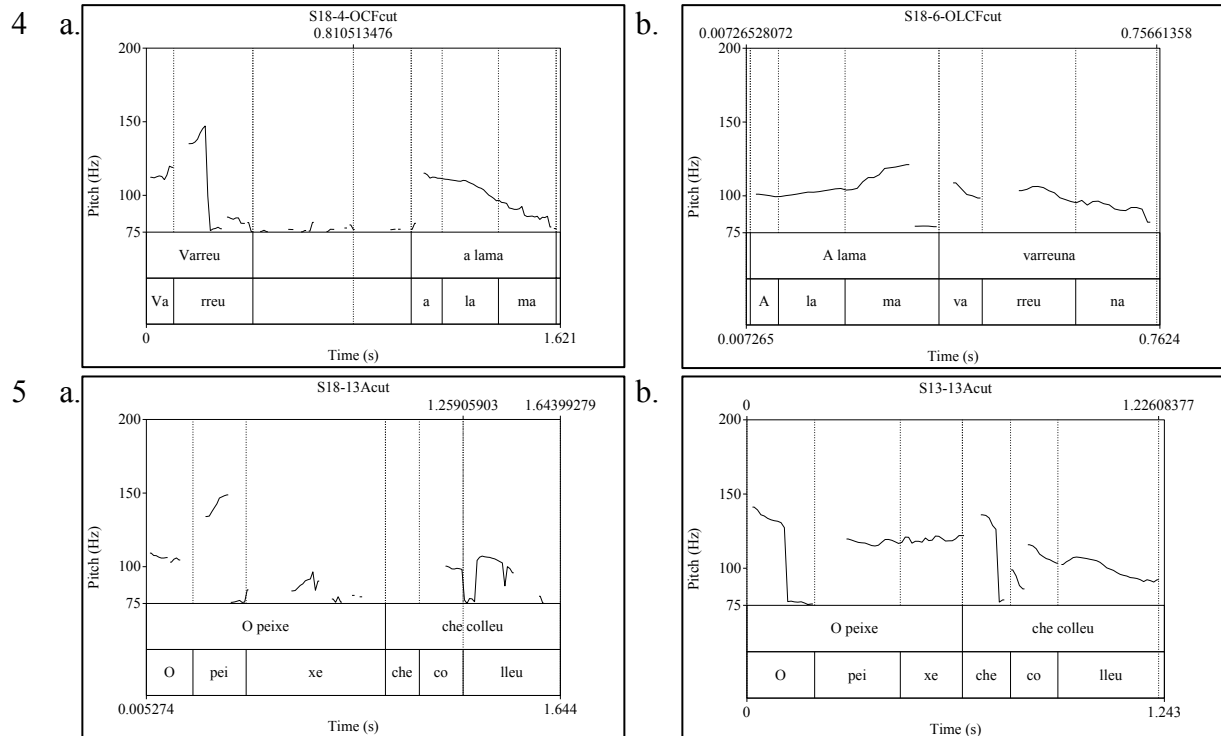 4 a.
S18-4-OCFcut
0.810513476
200
150
100
75
Pitch (Hz)
Varreu a lama
Va rreu a la ma
0 1.621
Time (s)
b.
S18-6-OLCFcut
0.00726528072 0.75661358
200
150
100
75
Pitch (Hz)
A lama varreuna
A la ma va rreu na
0.007265 0.7624
Time (s)
5 a.
S18-13Acut
1.25905903 1.64399279
200
150
100
75
Pitch (Hz)
O peixe che colleu
O pei xe che co lleu
0.005274 1.644
Time (s)
b.
S13-13Acut
0 1.22608377
200
150
100
75
Pitch (Hz)
O peixe che colleu
O pei xe che co lleu
0 1.243
Time (s)